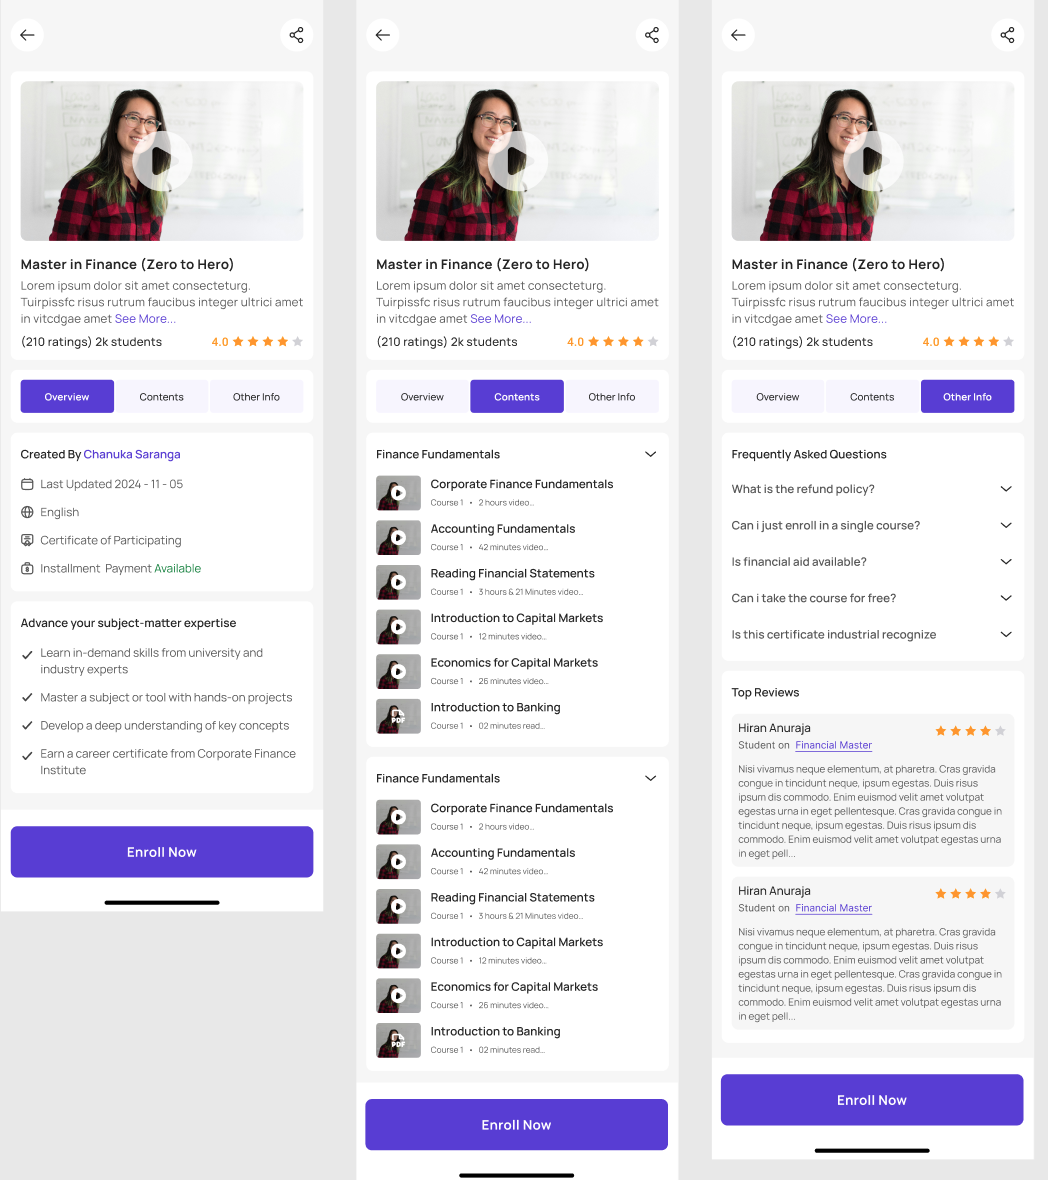 Master in Finance (Zero to Hero)
Lorem ipsum dolor sit amet consecteturg.
Tuirpissfc risus rutrum faucibus integer ultrici amet
in vitcdgae amet See More...
(210 ratings) 2k students 4.0
Overview Contents Other Info
Created By Chanuka Saranga
Last Updated 2024 - 11 - 05
English
Certificate of Participating
Installment Payment Available
Advance your subject-matter expertise
Learn in-demand skills from university and
industry experts
Master a subject or tool with hands-on projects
Develop a deep understanding of key concepts
Earn a career certificate from Corporate Finance
Institute
Enroll Now
Master in Finance (Zero to Hero)
Lorem ipsum dolor sit amet consecteturg.
Tuirpissfc risus rutrum faucibus integer ultrici amet
in vitcdgae amet See More...
(210 ratings) 2k students 4.0
Overview Contents Other Info
Finance Fundamentals
Corporate Finance Fundamentals
Course 1 • 2 hours video...
Accounting Fundamentals
Course 1 • 42 minutes video...
Reading Financial Statements
Course 1 • 3 hours & 21 Minutes video...
Introduction to Capital Markets
Course 1 • 12 minutes video...
Economics for Capital Markets
Course 1 • 26 minutes video...
PDF
Introduction to Banking
Course 1 • 02 minutes read...
Finance Fundamentals
Corporate Finance Fundamentals
Course 1 • 2 hours video...
Accounting Fundamentals
Course 1 • 42 minutes video...
Reading Financial Statements
Course 1 • 3 hours & 21 Minutes video...
Introduction to Capital Markets
Course 1 • 12 minutes video...
Economics for Capital Markets
Course 1 • 26 minutes video...
PDF
Introduction to Banking
Course 1 • 02 minutes read...
Enroll Now
Master in Finance (Zero to Hero)
Lorem ipsum dolor sit amet consecteturg.
Tuirpissfc risus rutrum faucibus integer ultrici amet
in vitcdgae amet See More...
(210 ratings) 2k students 4.0
Overview Contents Other Info
Frequently Asked Questions
What is the refund policy?
Can i just enroll in a single course?
Is financial aid available?
Can i take the course for free?
Is this certificate industrial recognize
Top Reviews
Hiran Anuraja
Student on Financial Master
Nisi vivamus neque elementum, at pharetra. Cras gravida
congue in tincidunt neque, ipsum egestas. Duis risus
ipsum dis commodo. Enim euismod velit amet volutpat
egestas urna in eget pellentesque. Cras gravida congue in
tincidunt neque, ipsum egestas. Duis risus ipsum dis
commodo. Enim euismod velit amet volutpat egestas urna
in eget pell...
Hiran Anuraja
Student on Financial Master
Nisi vivamus neque elementum, at pharetra. Cras gravida
congue in tincidunt neque, ipsum egestas. Duis risus
ipsum dis commodo. Enim euismod velit amet volutpat
egestas urna in eget pellentesque. Cras gravida congue in
tincidunt neque, ipsum egestas. Duis risus ipsum dis
commodo. Enim euismod velit amet volutpat egestas urna
in eget pell...
Enroll Now